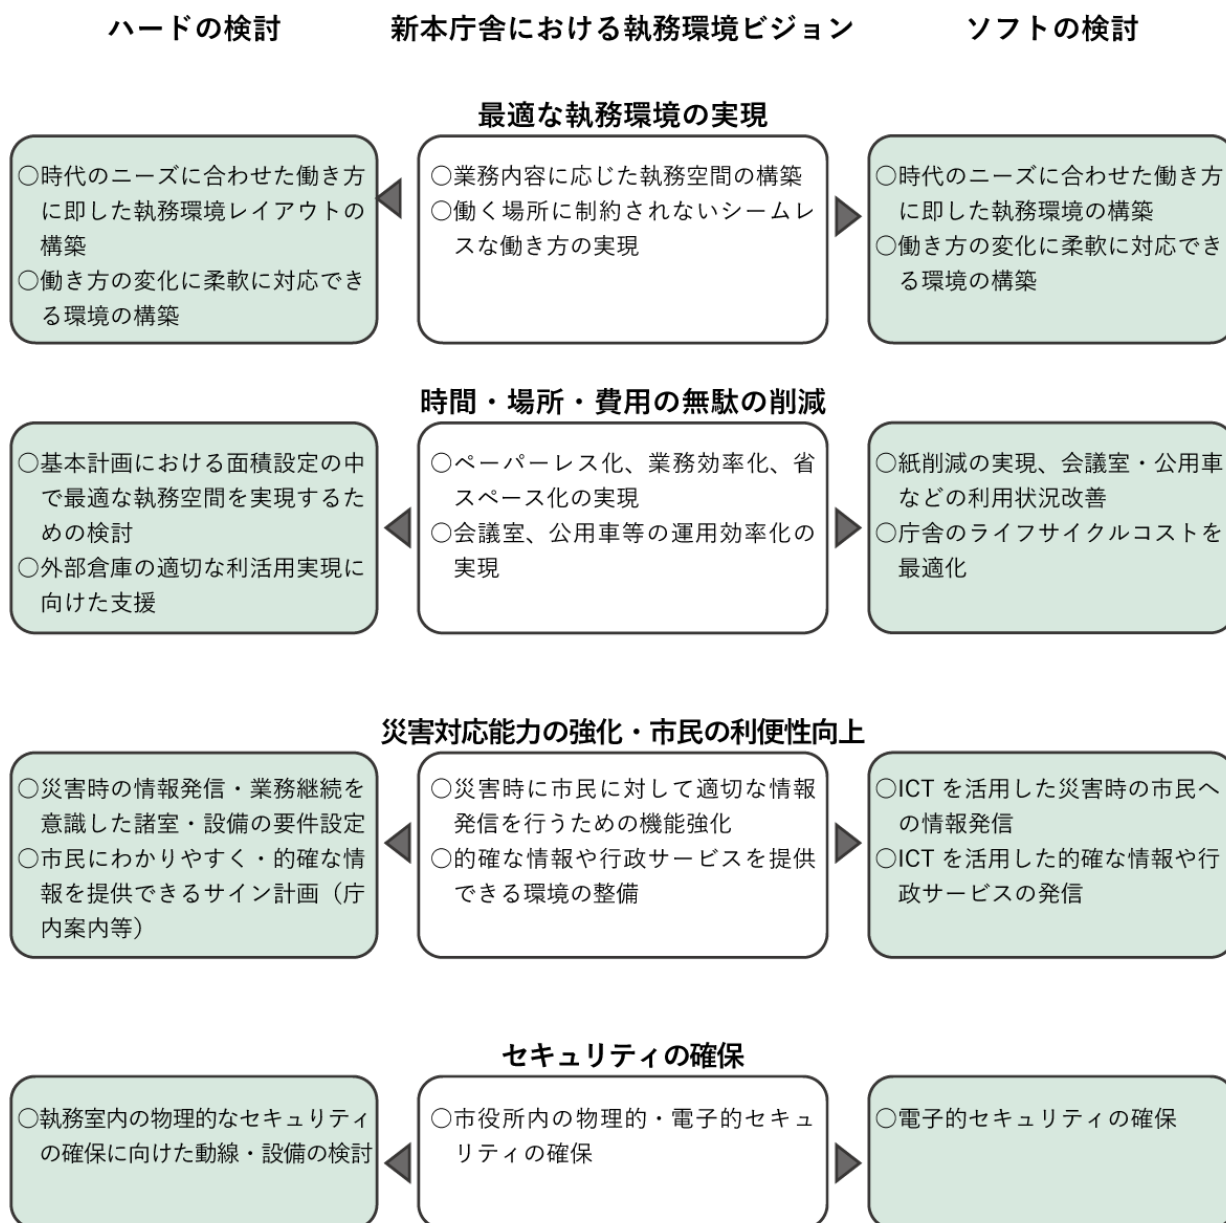 ハードの検討
新本庁舎における執務環境ビジョン
ソフトの検討
最適な執務環境の実現
○時代のニーズに合わせた働き方
に即した執務環境レイアウトの
構築
○働き方の変化に柔軟に対応でき
る環境の構築
○業務内容に応じた執務空間の構築
○働く場所に制約されないシームレ
スな働き方の実現
○時代のニーズに合わせた働き方
に即した執務環境の構築
○働き方の変化に柔軟に対応でき
る環境の構築
時間・場所・費用の無駄の削減
○基本計画における面積設定の中
で最適な執務空間を実現するた
めの検討
○外部倉庫の適切な利活用実現に
向けた支援
○ペーパーレス化、業務効率化、省
スペース化の実現
○会議室、公用車等の運用効率化の
実現
○紙削減の実現、会議室・公用車
などの利用状況改善
○庁舎のライフサイクルコストを
最適化
災害対応能力の強化・市民の利便性向上
○災害時の情報発信・業務継続を
意識した諸室・設備の要件設定
○市民にわかりやすく・的確な情
報を提供できるサイン計画（庁
内案内等）
○災害時に市民に対して適切な情報
発信を行うための機能強化
○的確な情報や行政サービスを提供
できる環境の整備
○ICT を活用した災害時の市民へ
の情報発信
○ICT を活用した的確な情報や行
政サービスの発信
セキュリティの確保
○執務室内の物理的なセキュリティ
の確保に向けた動線・設備の検討
○市役所内の物理的・電子的セキュ
リティの確保
○電子的セキュリティの確保